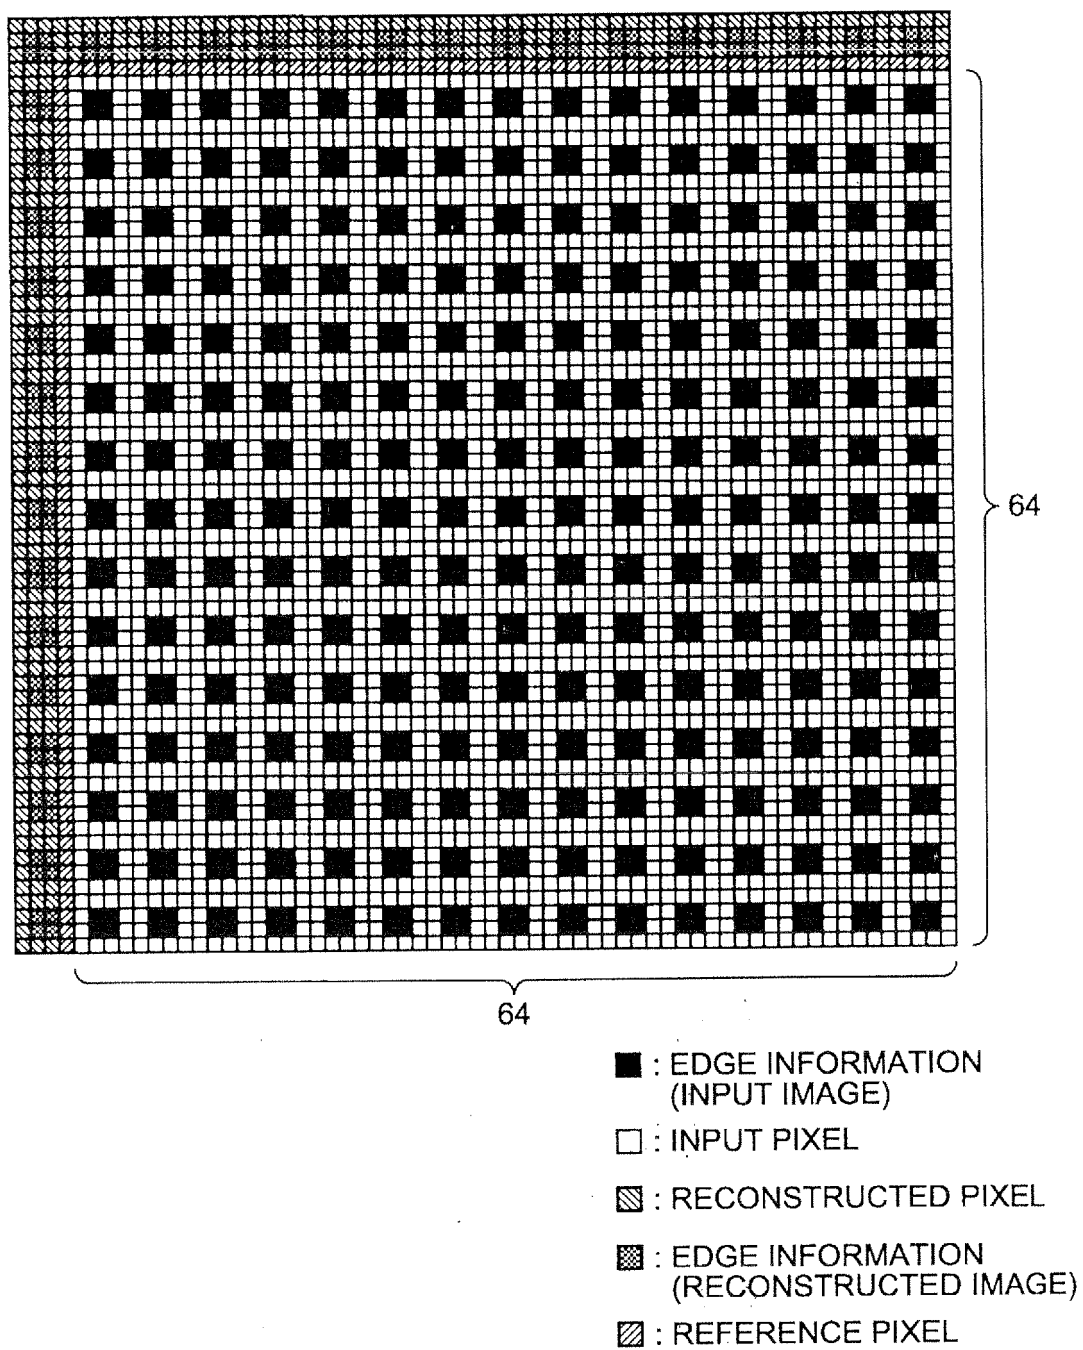 64
64
: EDGE INFORMATION
(INPUT IMAGE)
: INPUT PIXEL
: RECONSTRUCTED PIXEL
: EDGE INFORMATION
(RECONSTRUCTED IMAGE)
: REFERENCE PIXEL